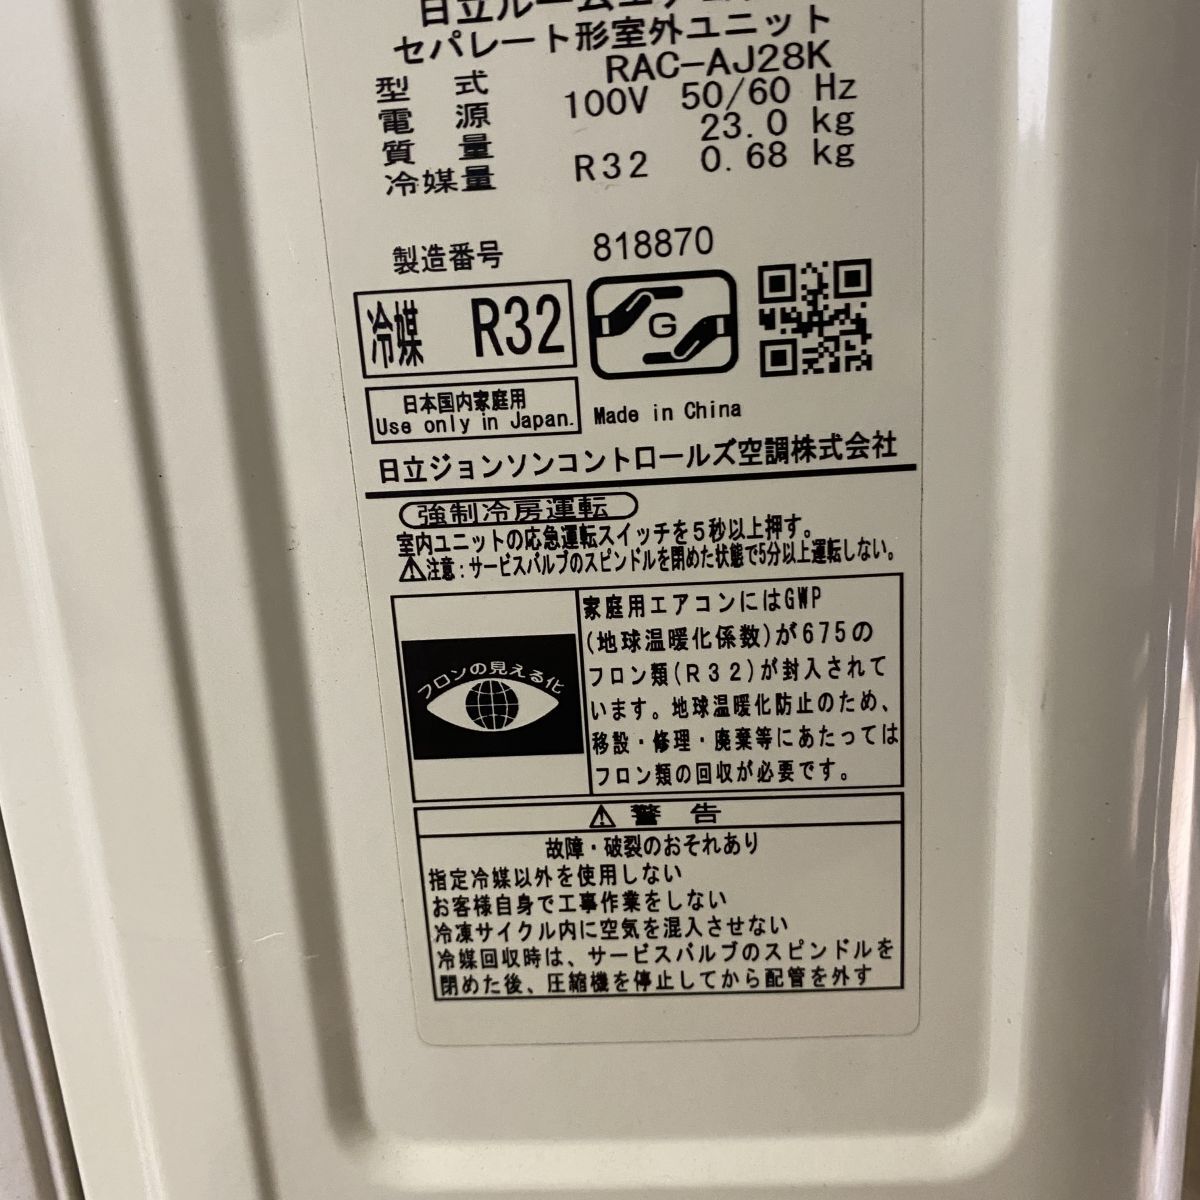 日立ルームエアコン
セパレート形室外ユニット
型式 RAC-AJ28K
電源 100V 50/60 Hz
質量 23.0 kg
冷媒量 R32 0.68 kg
製造番号 818870
冷媒 R32
G
日本国内家庭用
Use only in Japan.
Made in China
日立ジョンソンコントロールズ空調株式会社
強制冷房運転
室内ユニットの応急運転スイッチを5秒以上押す。
⚠注意:サービスバルブのスピンドルを閉めた状態で5分以上運転しない。
フロンの見える化
家庭用エアコンにはGWP
(地球温暖化係数)が675の
フロン類(R32)が封入されて
います。地球温暖化防止のため、
移設・修理・廃棄等にあたっては
フロン類の回収が必要です。
⚠警告
故障・破裂のおそれあり
指定冷媒以外を使用しない
お客様自身で工事作業をしない
冷凍サイクル内に空気を混入させない
冷媒回収時は、サービスバルブのスピンドルを
閉めた後、圧縮機を停止してから配管を外す